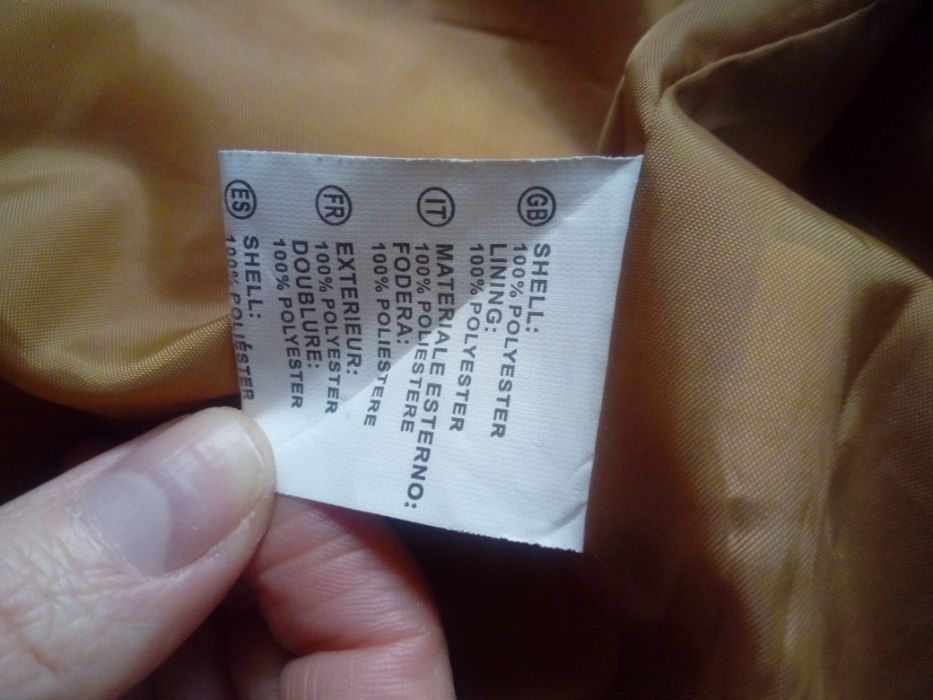 GB SHELL:
100% POLYESTER
LINING:
100% POLYESTER
IT MATERIALE ESTERNO:
100% POLIESTERE
FODERA:
100% POLIESTERE
FR EXTERIEUR:
100% POLYESTER
DOUBLURE:
100% POLYESTER
ES SHELL:
100% POLIÉSTER